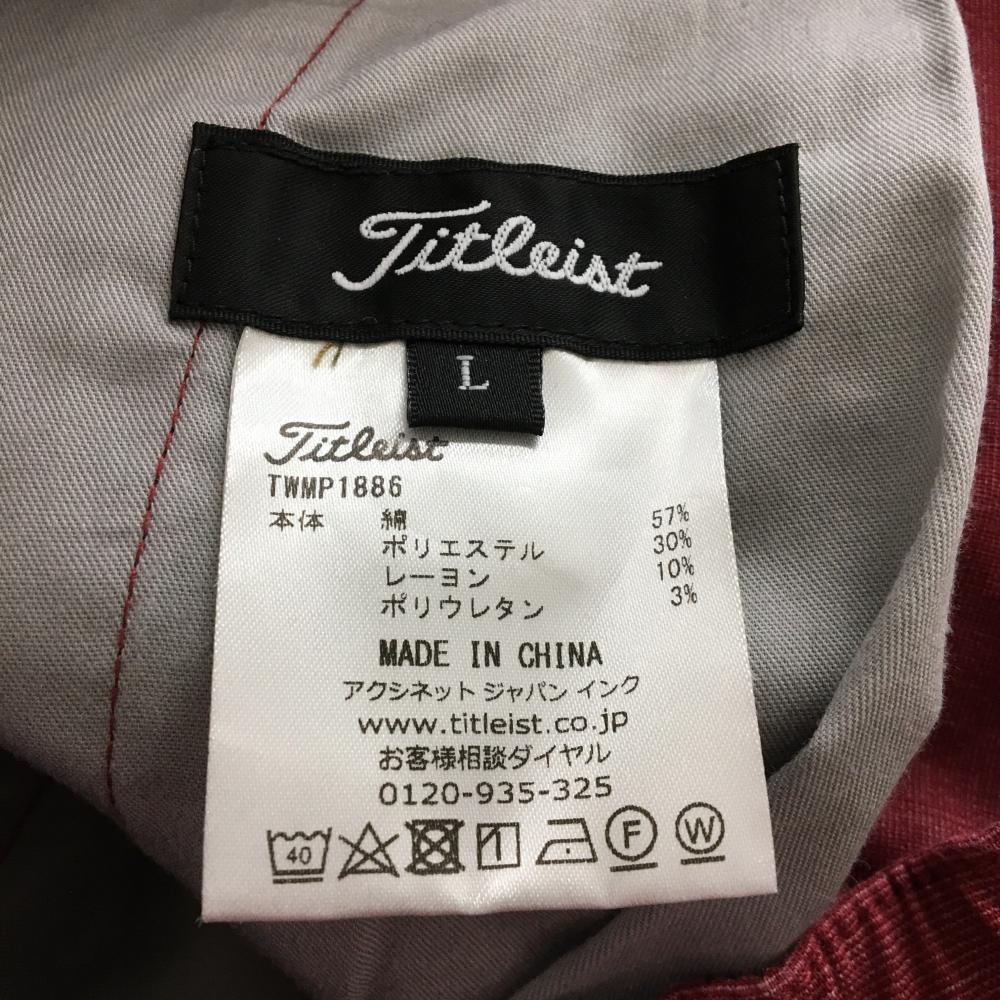 Titleist
L
Titleist
TWMP1886
本体 綿 57%
ポリエステル 30%
レーヨン 10%
ポリウレタン 3%
MADE IN CHINA
アクシネット ジャパン インク
www.titleist.co.jp
お客様相談ダイヤル
0120-935-325
40 F W